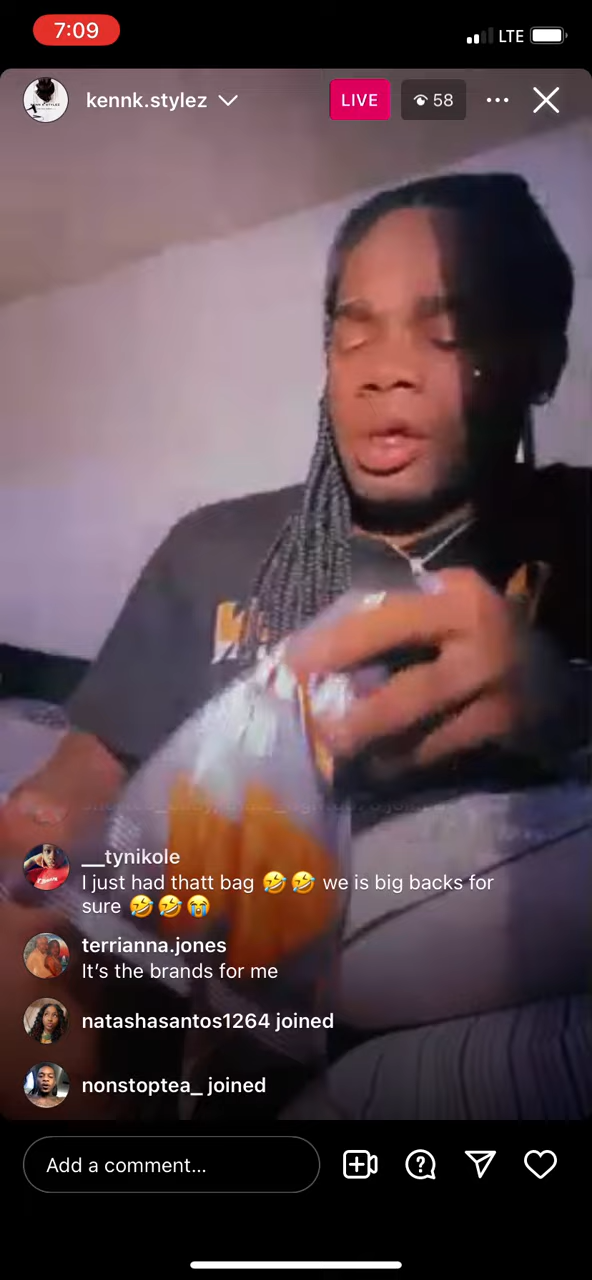 7:09
LTE
kennk.stylez
LIVE
58
__tynikole
I just had thatt bag 🤣🤣 we is big backs for
sure 🤣🤣😭
terrianna.jones
It's the brands for me
natashasantos1264 joined
nonstoptea_ joined
Add a comment...